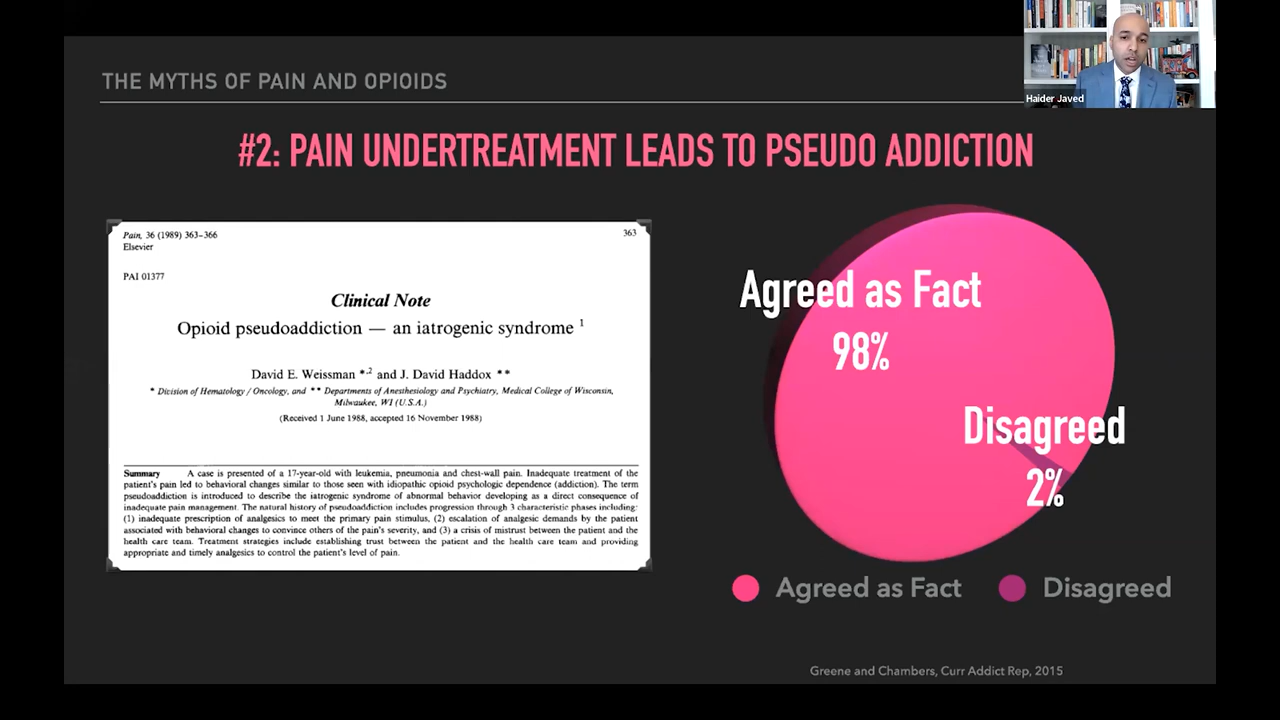 THE MYTHS OF PAIN AND OPIOIDS
Haider Javed
#2: PAIN UNDERTREATMENT LEADS TO PSEUDO ADDICTION
Pain, 36 (1989) 363–366
363
Elsevier
PAI 01377
Clinical Note
Opioid pseudoaddiction — an iatrogenic syndrome 1
David E. Weissman *,2 and J. David Haddox **
* Division of Hematology / Oncology, and ** Departments of Anesthesiology and Psychiatry, Medical College of Wisconsin,
Milwaukee, WI (U.S.A.)
(Received 1 June 1988, accepted 16 November 1988)
Summary A case is presented of a 17-year-old with leukemia, pneumonia and chest-wall pain. Inadequate treatment of the
patient's pain led to behavioral changes similar to those seen with idiopathic opioid psychologic dependence (addiction). The term
pseudoaddiction is introduced to describe the iatrogenic syndrome of abnormal behavior developing as a direct consequence of
inadequate pain management. The natural history of pseudoaddiction includes progression through 3 characteristic phases including:
(1) inadequate prescription of analgesics to meet the primary pain stimulus, (2) escalation of analgesic demands by the patient
associated with behavioral changes to convince others of the pain's severity, and (3) a crisis of mistrust between the patient and the
health care team. Treatment strategies include establishing trust between the patient and the health care team and providing
appropriate and timely analgesics to control the patient's level of pain.
Agreed as Fact
98%
Disagreed
2%
Agreed as Fact
Disagreed
Greene and Chambers, Curr Addict Rep, 2015